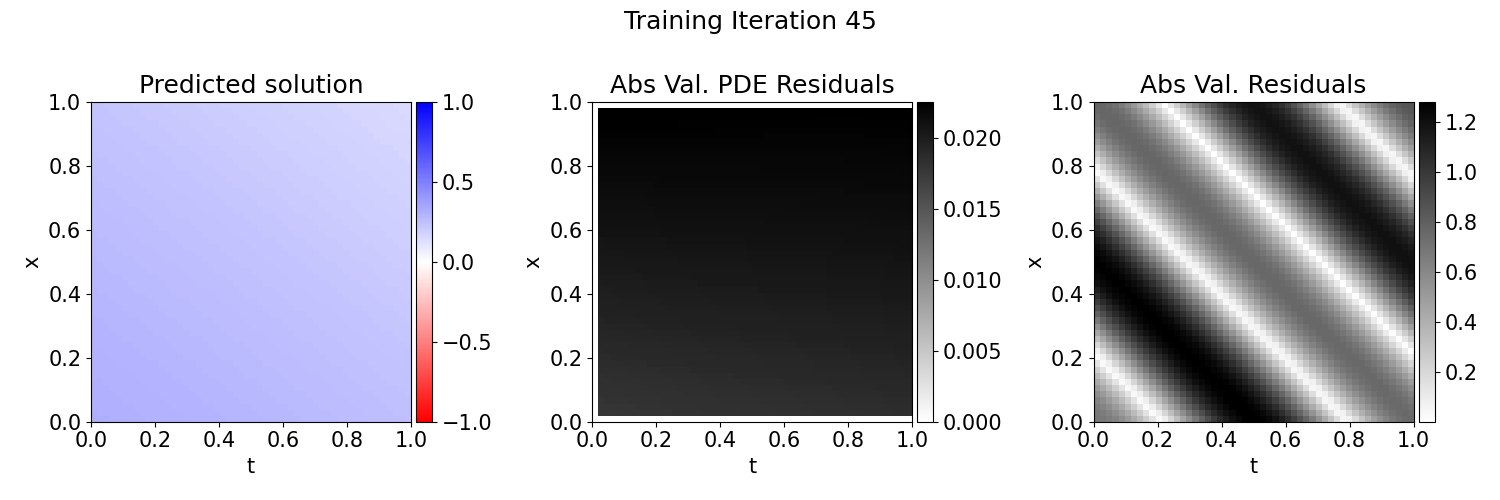 Training Iteration 45
Predicted solution
1.0
0.8
0.6
0.4
0.2
0.0
x
0.0 0.2 0.4 0.6 0.8 1.0
t
1.0
0.5
0.0
−0.5
−1.0
Abs Val. PDE Residuals
1.0
0.8
0.6
0.4
0.2
0.0
x
0.0 0.2 0.4 0.6 0.8 1.0
t
0.020
0.015
0.010
0.005
0.000
Abs Val. Residuals
1.0
0.8
0.6
0.4
0.2
0.0
x
0.0 0.2 0.4 0.6 0.8 1.0
t
1.2
1.0
0.8
0.6
0.4
0.2